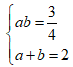 ab = 3/4
a + b = 2